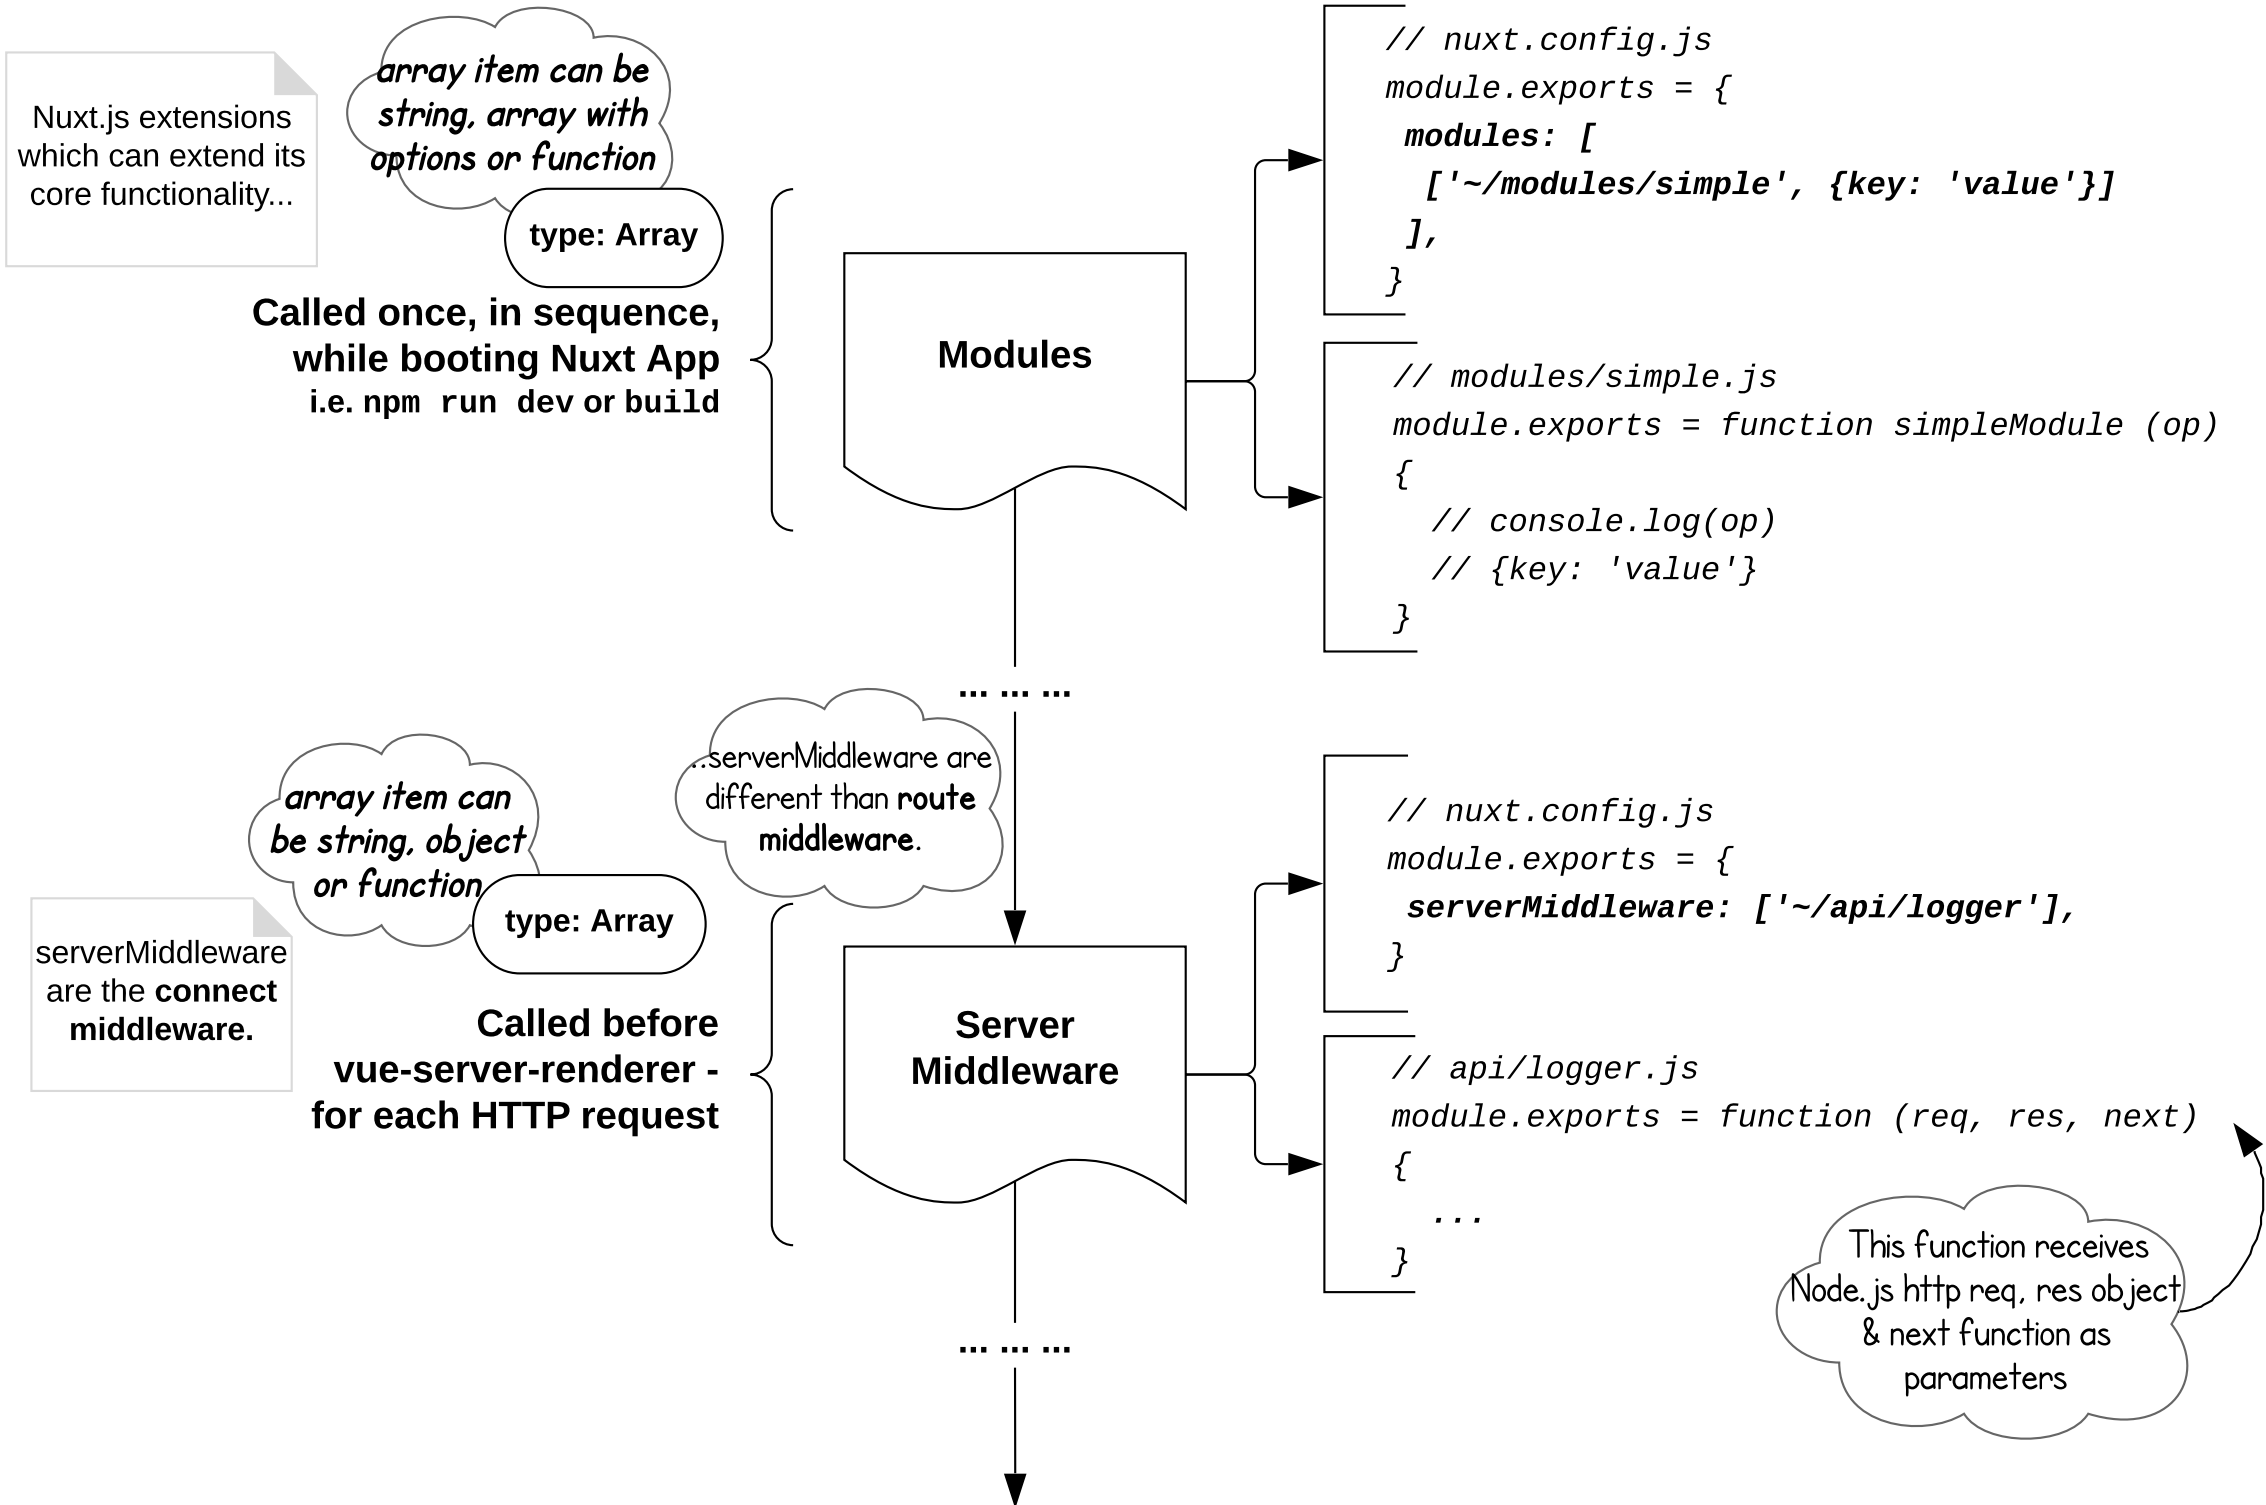 Nuxt.js extensions
which can extend its
core functionality...
array item can be
string, array with
options or function
type: Array
Called once, in sequence,
while booting Nuxt App
i.e. npm run dev or build
Modules
// nuxt.config.js
module.exports = {
modules: [
['~/modules/simple', {key: 'value'}]
],
}
// modules/simple.js
module.exports = function simpleModule (op)
{
// console.log(op)
// {key: 'value'}
}
... ... ...
..serverMiddleware are
different than route
middleware.
array item can
be string, object
or function
type: Array
serverMiddleware
are the connect
middleware.
Called before
vue-server-renderer -
for each HTTP request
Server
Middleware
// nuxt.config.js
module.exports = {
serverMiddleware: ['~/api/logger'],
}
// api/logger.js
module.exports = function (req, res, next)
{
...
}
This function receives
Node.js http req, res object
& next function as
parameters
... ... ...